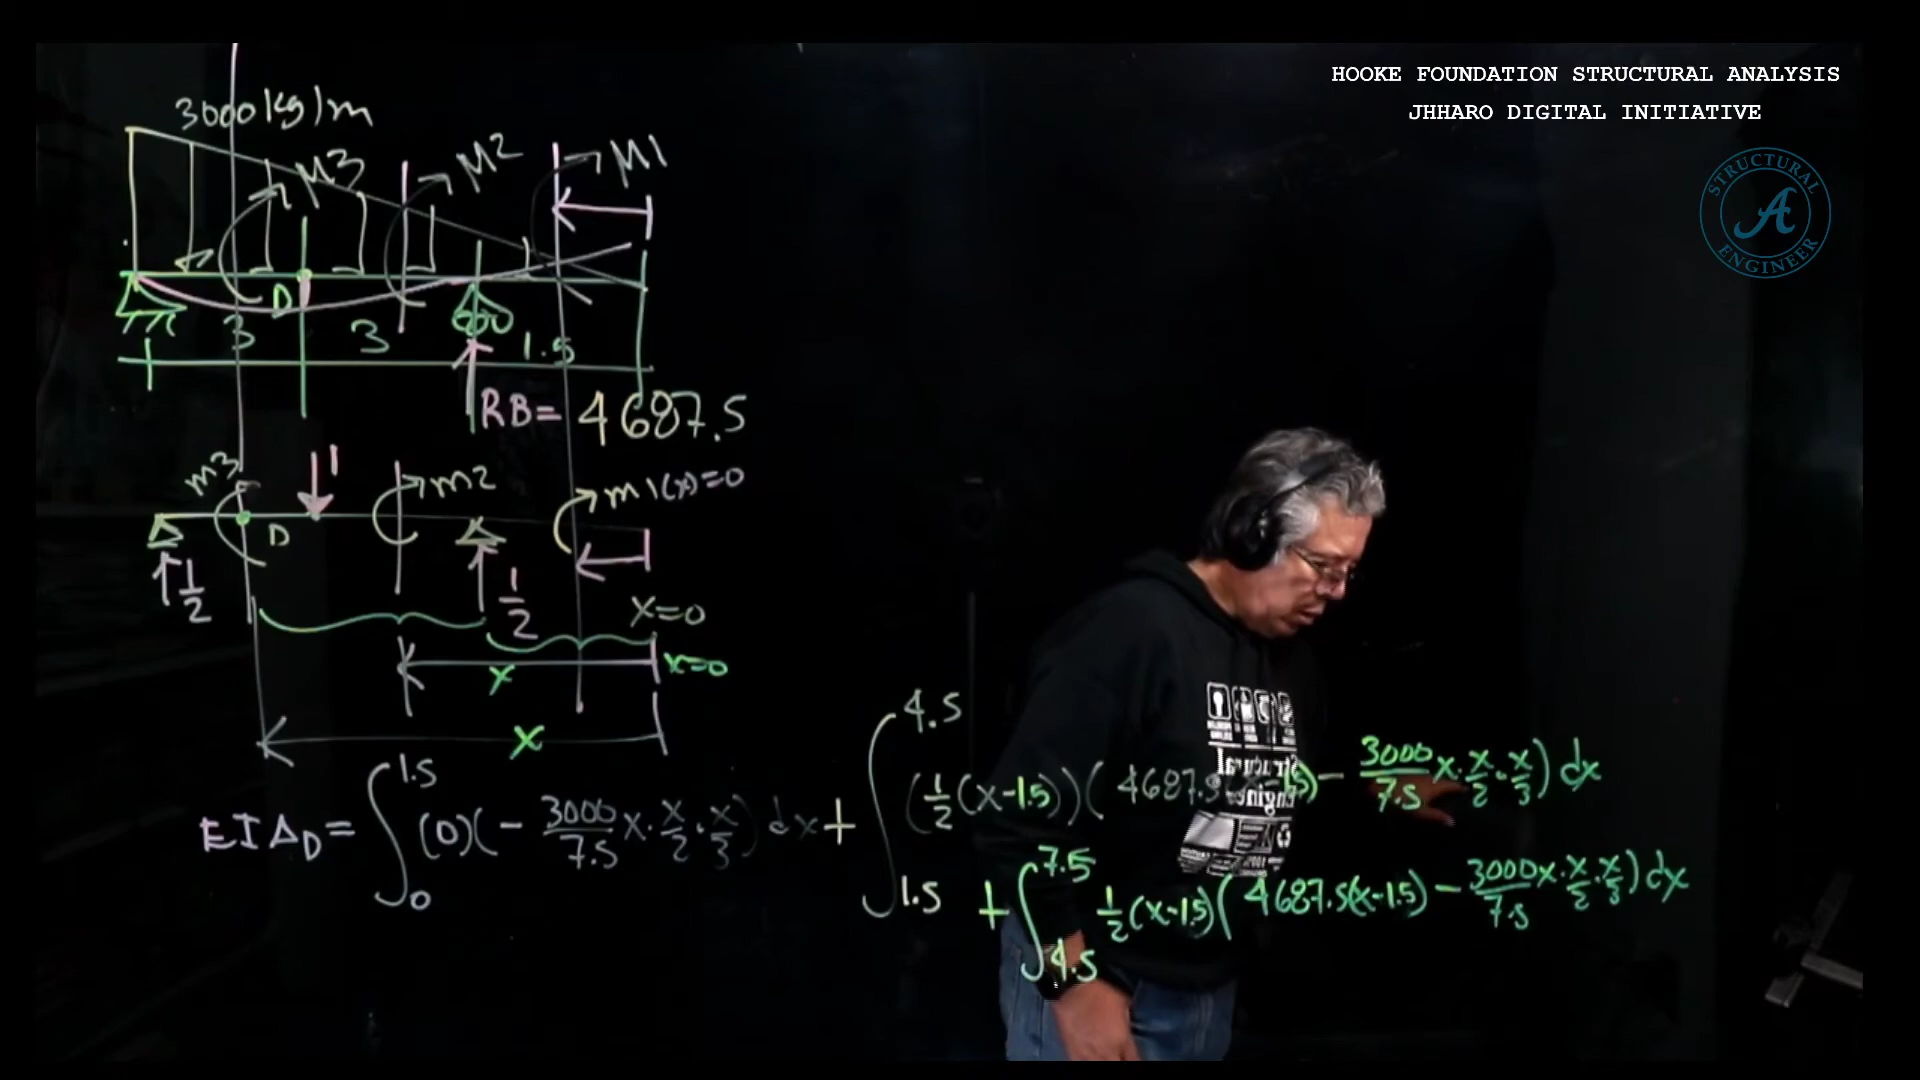 HOOKE FOUNDATION STRUCTURAL ANALYSIS
JHHARO DIGITAL INITIATIVE
STRUCTURAL
A
ENGINEER
3000kg/m
M3
M2
M1
D
3
3
1.5
RB= 4687.5
m3
1
m2
m1(x)=0
D
1/2
1/2
x=0
x
x=0
x
EIΔD = ∫₀^1.5 (0)(- 3000/7.5 x·x/2·x/3) dx + ∫1.5^4.5 (1/2(x-1.5))(4687.5 - 3000/7.5 x·x/2·x/3) dx
+ ∫4.5^7.5 1/2(x-1.5)(4687.5(x-1.5) - 3000x/7.5·x/2·x/3) dx